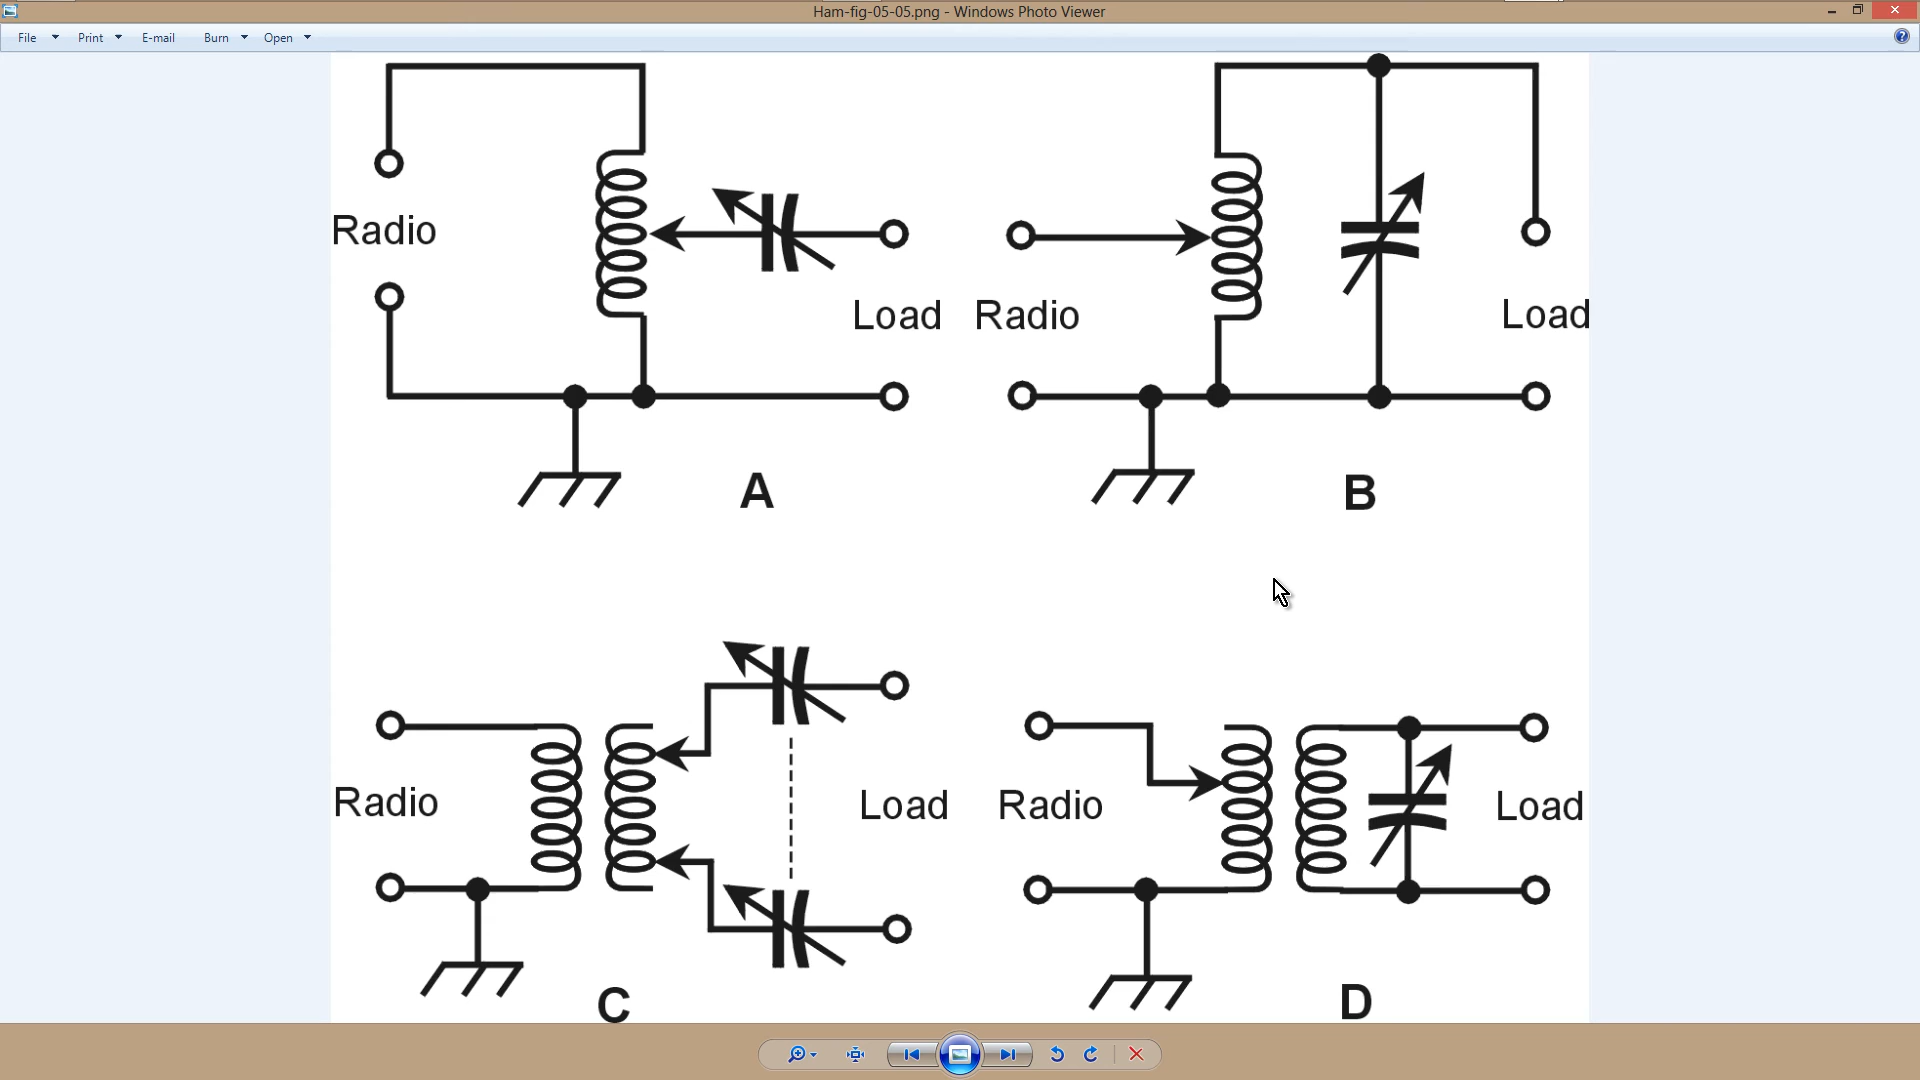 Ham-fig-05-05.png - Windows Photo Viewer
File Print E-mail Burn Open
Radio
Load
Radio
Load
A
B
Radio
Load
Radio
Load
C
D